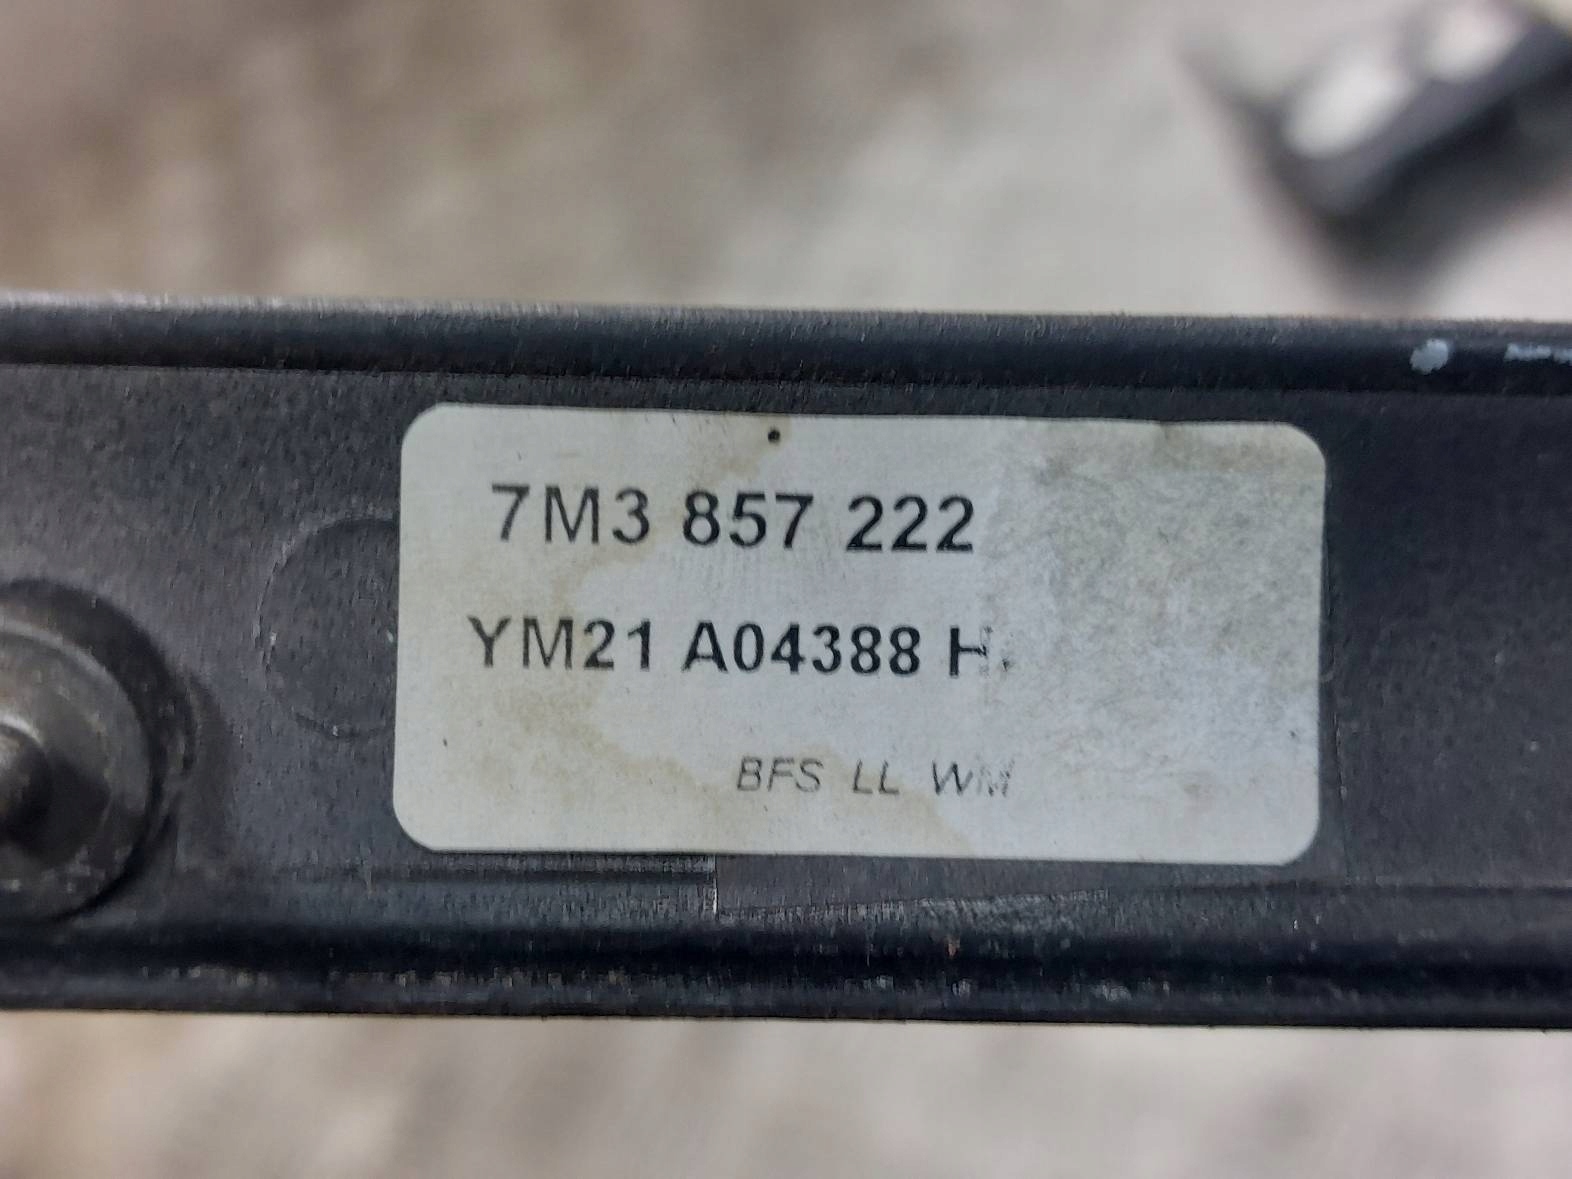 7M3 857 222
YM21 A04388 H
BFS LL WM